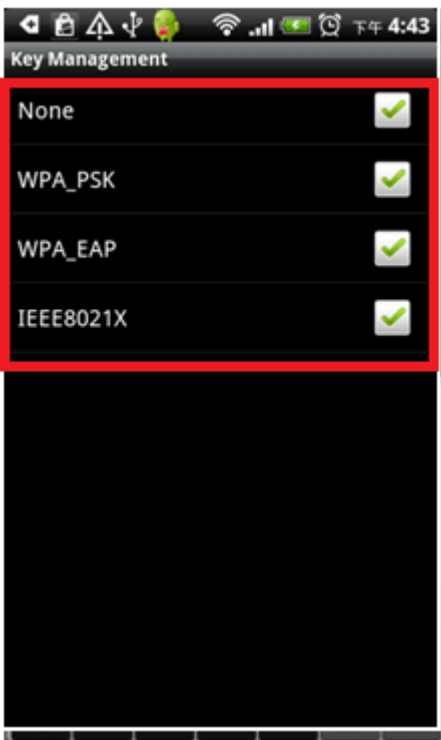 下午 4:43
Key Management
None
WPA_PSK
WPA_EAP
IEEE8021X